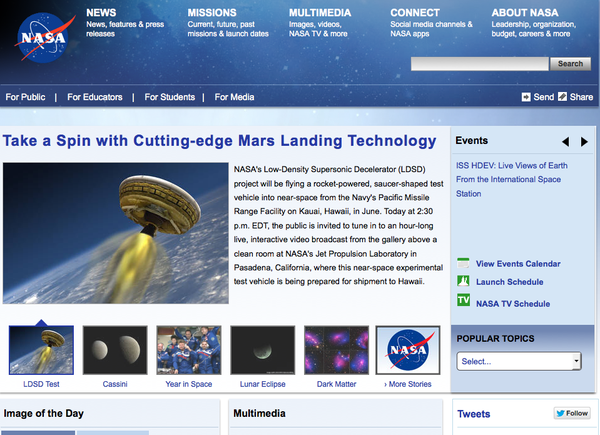 NASA
NEWS
News, features & press
releases
MISSIONS
Current, future, past
missions & launch dates
MULTIMEDIA
Images, videos,
NASA TV & more
CONNECT
Social media channels &
NASA apps
ABOUT NASA
Leadership, organization,
budget, careers & more
Search
For Public | For Educators | For Students | For Media
Send Share
Take a Spin with Cutting-edge Mars Landing Technology
NASA's Low-Density Supersonic Decelerator (LDSD)
project will be flying a rocket-powered, saucer-shaped test
vehicle into near-space from the Navy's Pacific Missile
Range Facility on Kauai, Hawaii, in June. Today at 2:30
p.m. EDT, the public is invited to tune in to an hour-long
live, interactive video broadcast from the gallery above a
clean room at NASA's Jet Propulsion Laboratory in
Pasadena, California, where this near-space experimental
test vehicle is being prepared for shipment to Hawaii.
Events
ISS HDEV: Live Views of Earth
From the International Space
Station
View Events Calendar
Launch Schedule
TV NASA TV Schedule
POPULAR TOPICS
Select...
NASA
LDSD Test
Cassini
Year in Space
Lunar Eclipse
Dark Matter
› More Stories
Image of the Day
Multimedia
Tweets
Follow